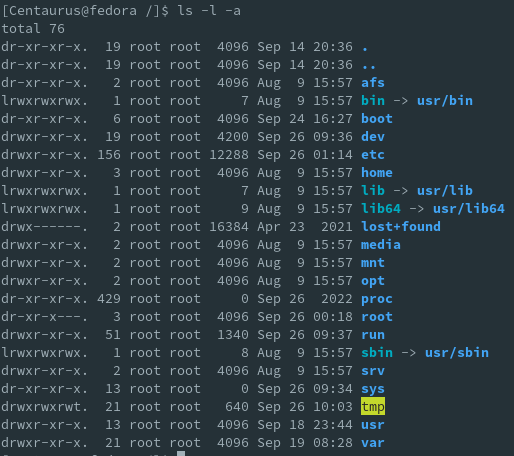 [Centaurus@fedora /]$ ls -l -a
total 76
dr-xr-xr-x.  19 root root  4096 Sep 14 20:36 .
dr-xr-xr-x.  19 root root  4096 Sep 14 20:36 ..
dr-xr-xr-x.   2 root root  4096 Aug  9 15:57 afs
lrwxrwxrwx.   1 root root     7 Aug  9 15:57 bin -> usr/bin
dr-xr-xr-x.   6 root root  4096 Sep 24 16:27 boot
drwxr-xr-x.  19 root root  4200 Sep 26 09:36 dev
drwxr-xr-x. 156 root root 12288 Sep 26 01:14 etc
drwxr-xr-x.   3 root root  4096 Aug  9 15:57 home
lrwxrwxrwx.   1 root root     7 Aug  9 15:57 lib -> usr/lib
lrwxrwxrwx.   1 root root     9 Aug  9 15:57 lib64 -> usr/lib64
drwx------.   2 root root 16384 Apr 23  2021 lost+found
drwxr-xr-x.   2 root root  4096 Aug  9 15:57 media
drwxr-xr-x.   2 root root  4096 Aug  9 15:57 mnt
drwxr-xr-x.   2 root root  4096 Aug  9 15:57 opt
dr-xr-xr-x. 429 root root     0 Sep 26  2022 proc
dr-xr-x---.   3 root root  4096 Sep 26 00:18 root
drwxr-xr-x.  51 root root  1340 Sep 26 09:37 run
lrwxrwxrwx.   1 root root     8 Aug  9 15:57 sbin -> usr/sbin
drwxr-xr-x.   2 root root  4096 Aug  9 15:57 srv
dr-xr-xr-x.  13 root root     0 Sep 26 09:34 sys
drwxrwxrwt.  21 root root   640 Sep 26 10:03 tmp
drwxr-xr-x.  13 root root  4096 Sep 18 23:44 usr
drwxr-xr-x.  21 root root  4096 Sep 19 08:28 var